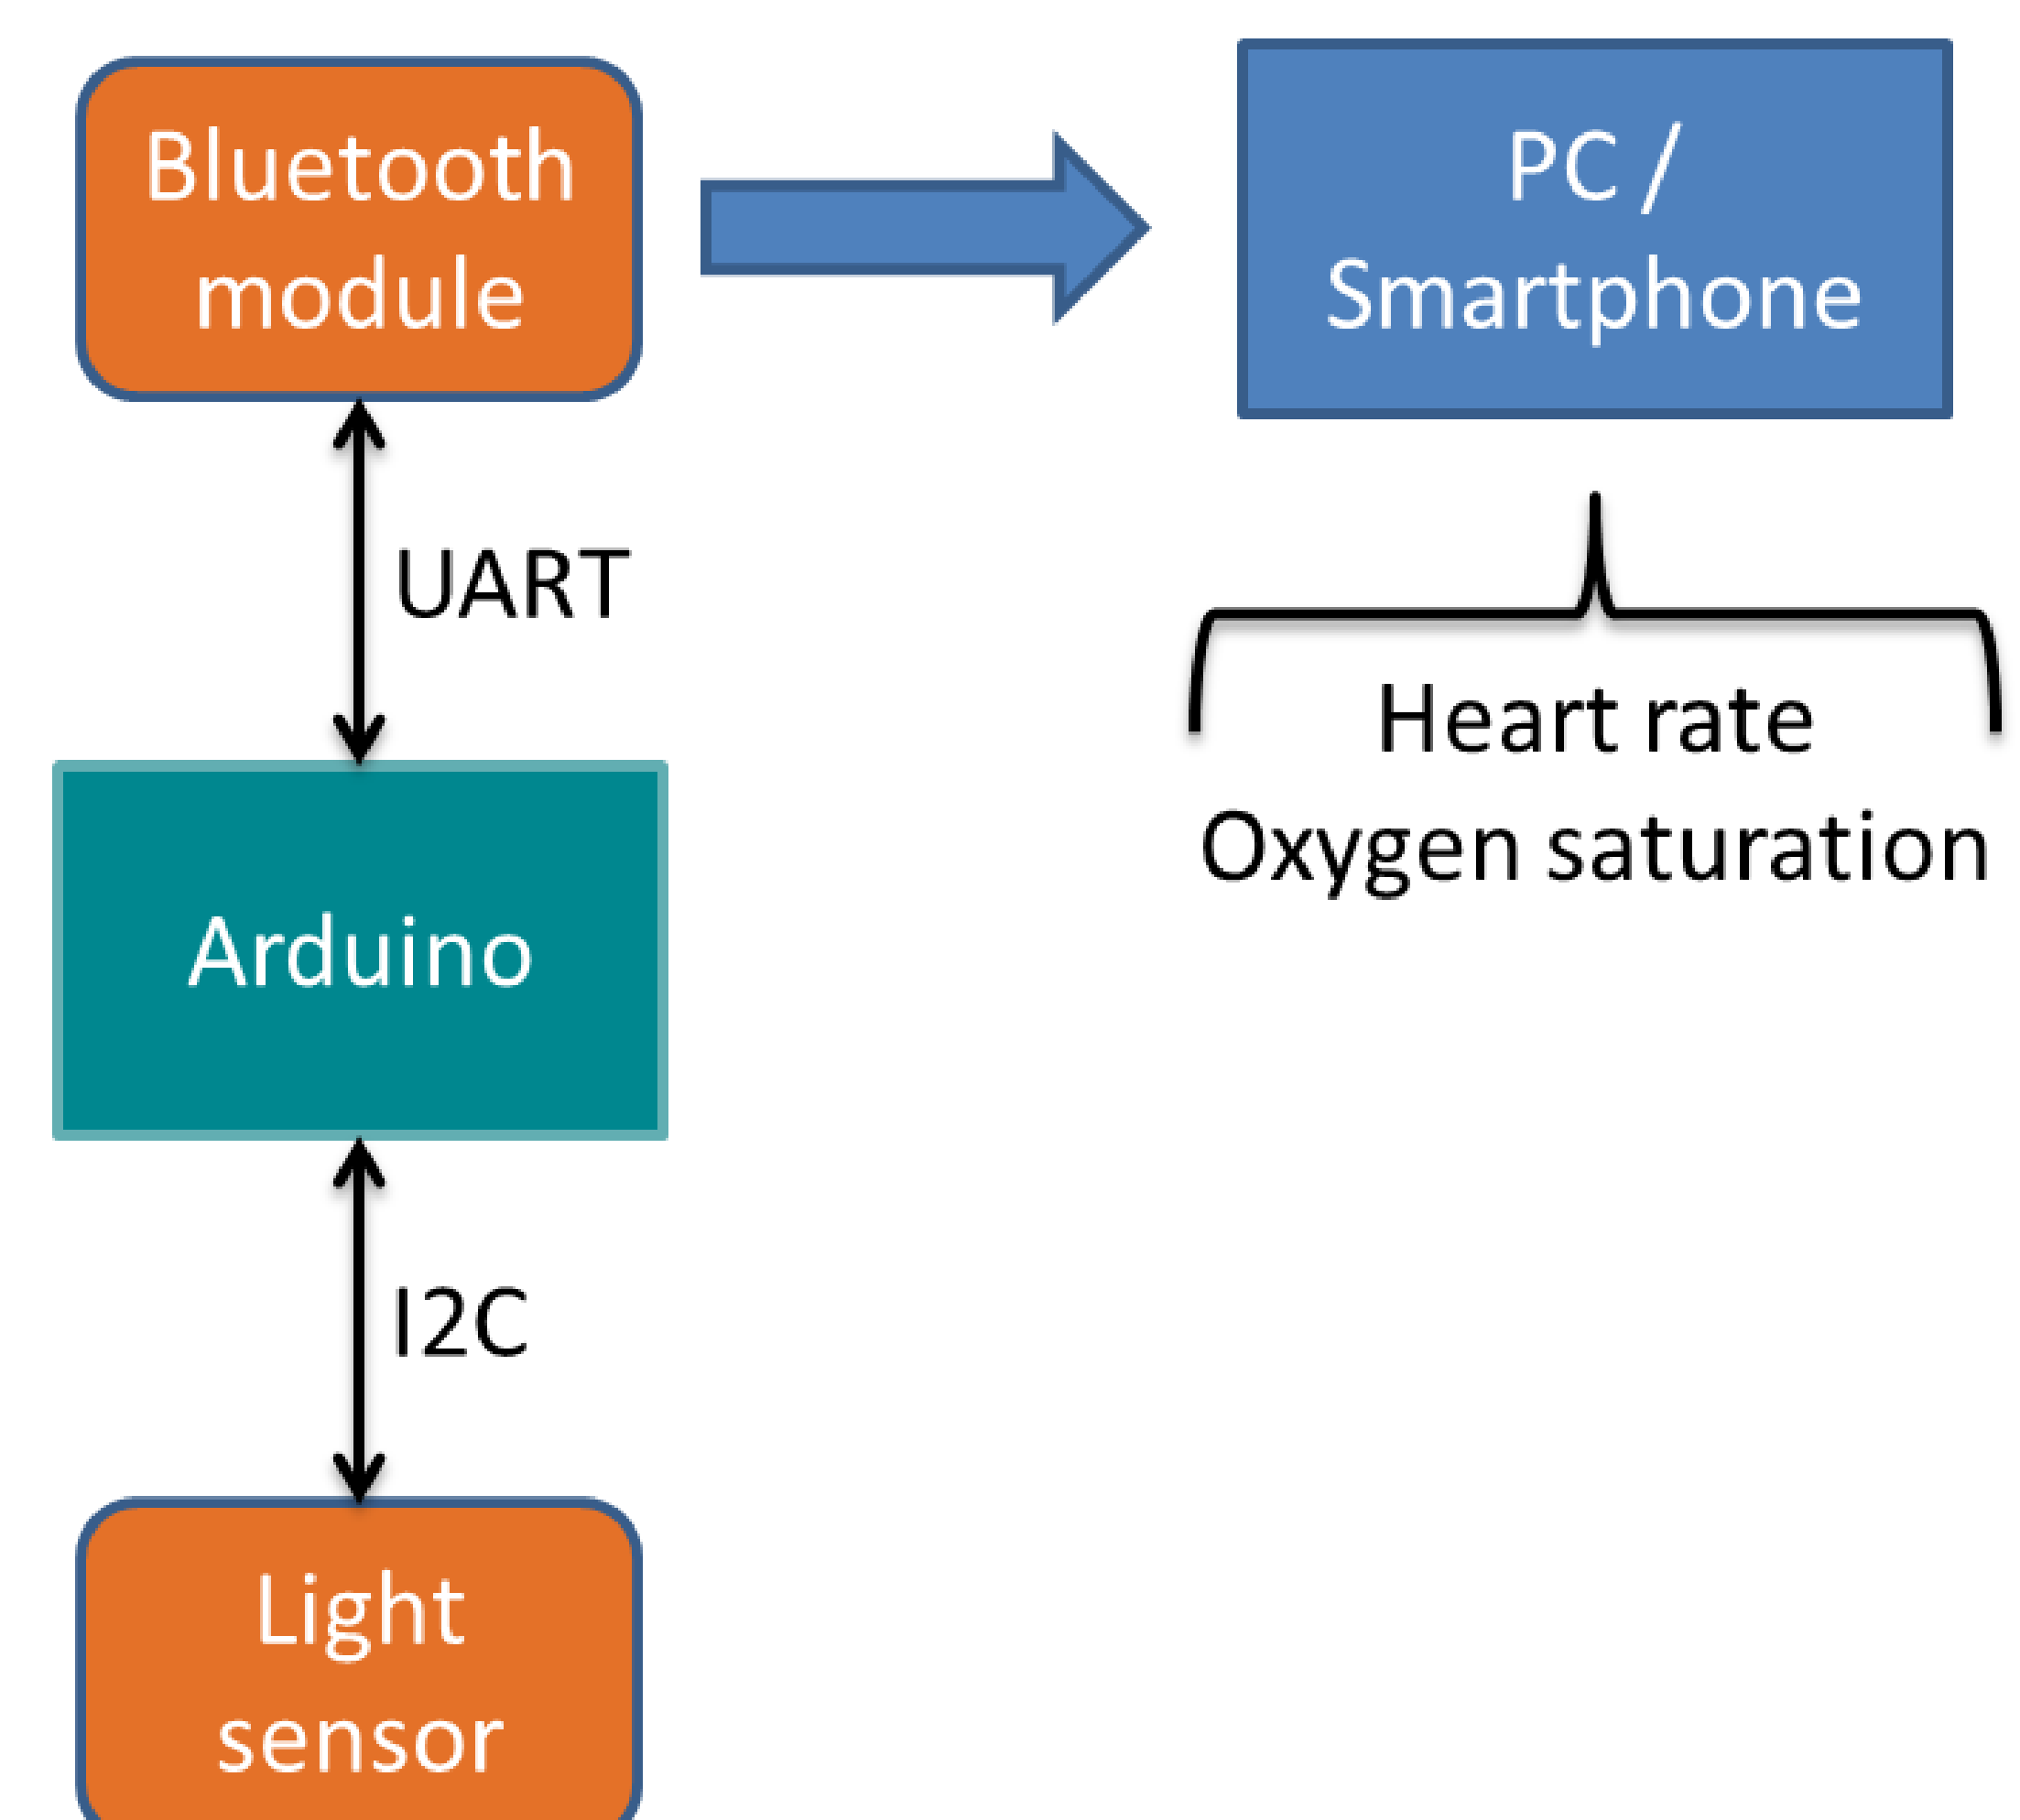 Bluetooth
module
PC /
Smartphone
UART
Heart rate
Oxygen saturation
Arduino
I2C
Light
sensor